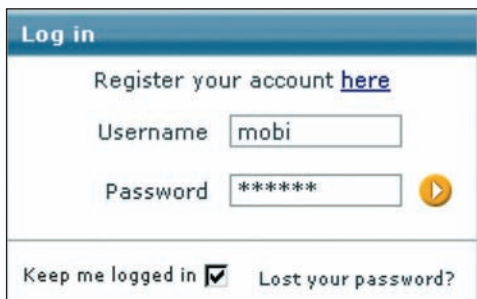 Log in
Register your account here
Username mobi
Password ******
Keep me logged in Lost your password?